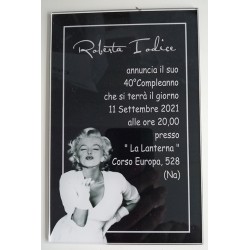 Roberta Iodice
annuncia il suo
40°Compleanno
che si terrà il giorno
11 Settembre 2021
alle ore 20,00
presso
" La Lanterna "
Corso Europa, 528
(Na)